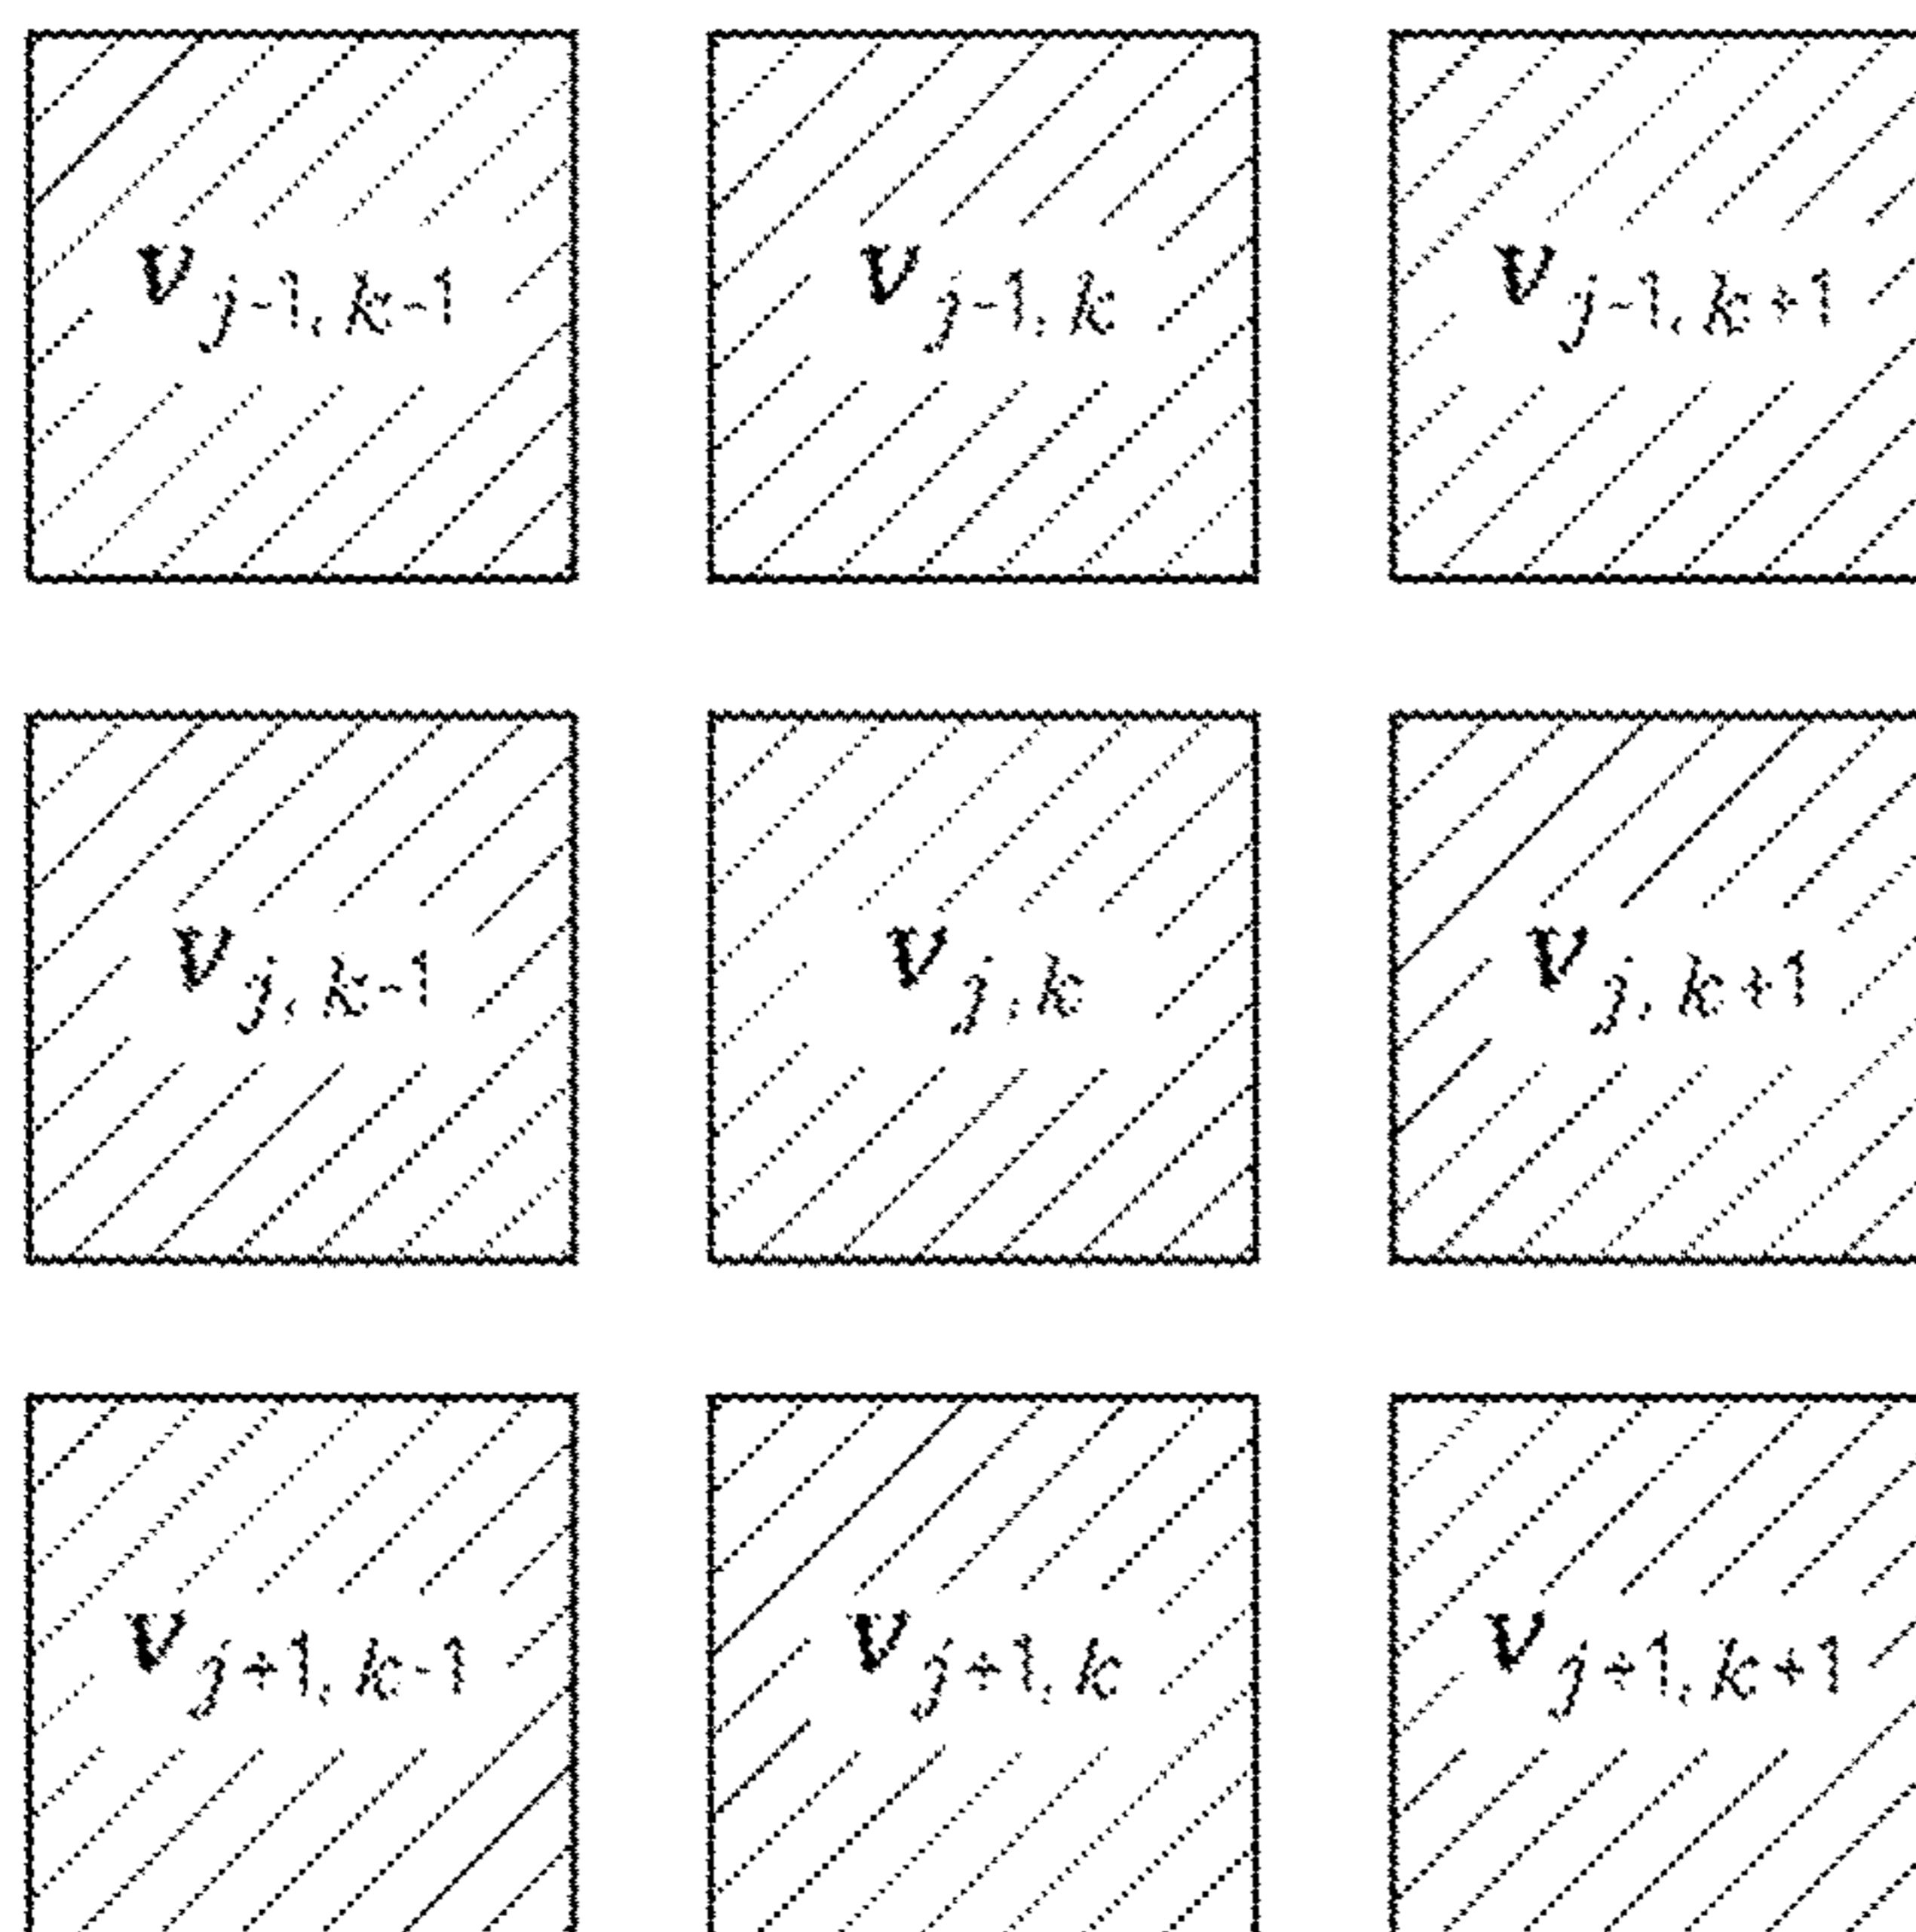 v j-1, k-1 v j-1, k v j-1, k+1
v j, k-1 v j, k v j, k+1
v j+1, k-1 v j+1, k v j+1, k+1